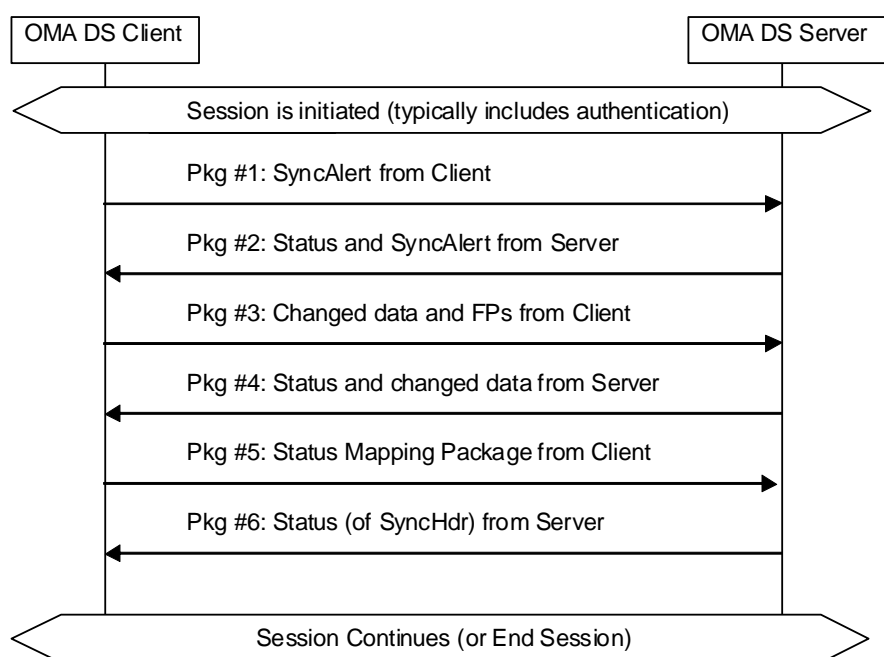 OMA DS Client
OMA DS Server
Session is initiated (typically includes authentication)
Pkg #1: SyncAlert from Client
Pkg #2: Status and SyncAlert from Server
Pkg #3: Changed data and FPs from Client
Pkg #4: Status and changed data from Server
Pkg #5: Status Mapping Package from Client
Pkg #6: Status (of SyncHdr) from Server
Session Continues (or End Session)